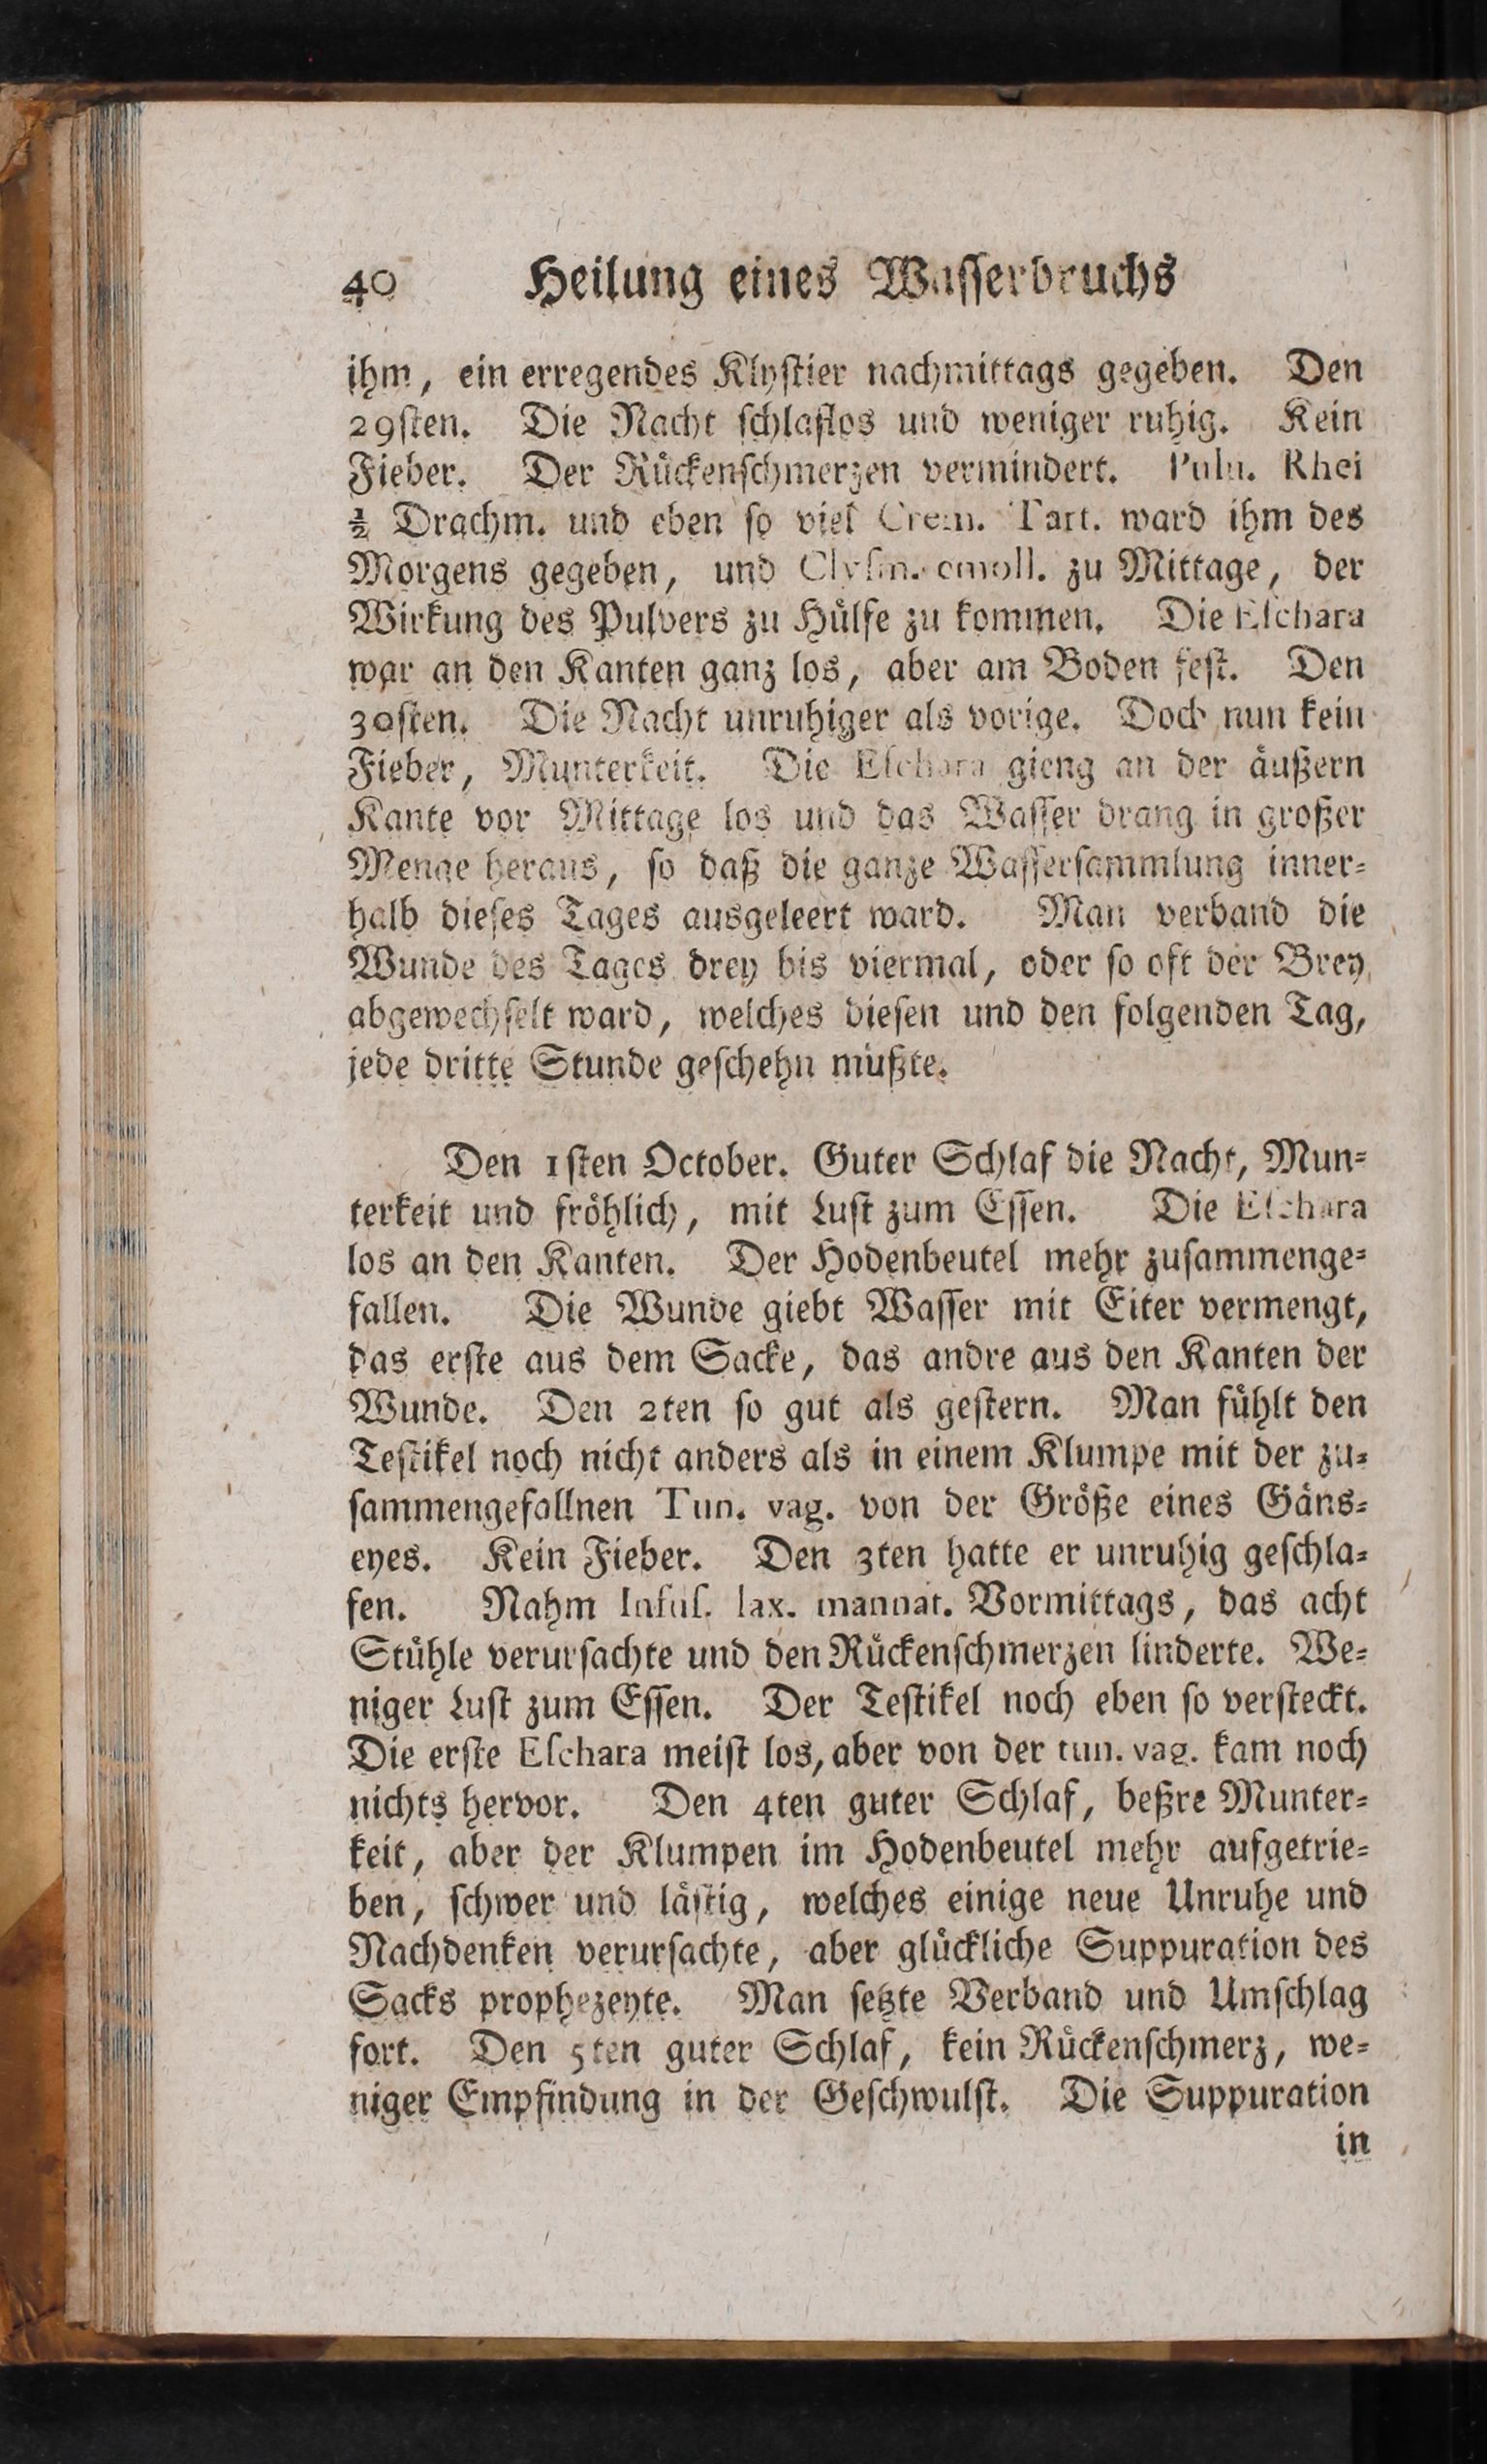 40 Heilung eines Wasserbruchs
ihm, ein erregendes Klystier nachmittags gegeben. Den
29sten. Die Nacht schlaflos und weniger ruhig. Kein
Fieber. Der Rückenschmerzen vermindert. Pulu. Rhei
½ Drachm. und eben so viel Crem. Tart. ward ihm des
Morgens gegeben, und Clysm. emoll. zu Mittage, der
Wirkung des Pulvers zu Hülfe zu kommen. Die Eschara
war an den Kanten ganz los, aber am Boden fest. Den
30sten. Die Nacht unruhiger als vorige. Doch nun kein
Fieber, Munterkeit. Die Eschara gieng an der äußern
Kante vor Mittage los und das Wasser drang in großer
Menge heraus, so daß die ganze Wassersammlung inner-
halb dieses Tages ausgeleert ward. Man verband die
Wunde des Tages drey bis viermal, oder so oft der Brey
abgewechselt ward, welches diesen und den folgenden Tag,
jede dritte Stunde geschehn mußte.
Den 1sten October. Guter Schlaf die Nacht, Mun-
terkeit und fröhlich, mit Lust zum Essen. Die Eschara
los an den Kanten. Der Hodenbeutel mehr zusammenge-
fallen. Die Wunde giebt Wasser mit Eiter vermengt,
das erste aus dem Sacke, das andre aus den Kanten der
Wunde. Den 2ten so gut als gestern. Man fühlt den
Testikel noch nicht anders als in einem Klumpe mit der zu-
sammengefallnen Tun. vag. von der Größe eines Gäns-
eyes. Kein Fieber. Den 3ten hatte er unruhig geschla-
fen. Nahm Infus. lax. mannat. Vormittags, das acht
Stühle verursachte und den Rückenschmerzen linderte. We-
niger Lust zum Essen. Der Testikel noch eben so versteckt.
Die erste Eschara meist los, aber von der tun. vag. kam noch
nichts hervor. Den 4ten guter Schlaf, beßre Munter-
keit, aber der Klumpen im Hodenbeutel mehr aufgetrie-
ben, schwer und lästig, welches einige neue Unruhe und
Nachdenken verursachte, aber glückliche Suppuration des
Sacks prophezeyte. Man setzte Verband und Umschlag
fort. Den 5ten guter Schlaf, kein Rückenschmerz, we-
niger Empfindung in der Geschwulst. Die Suppuration
in